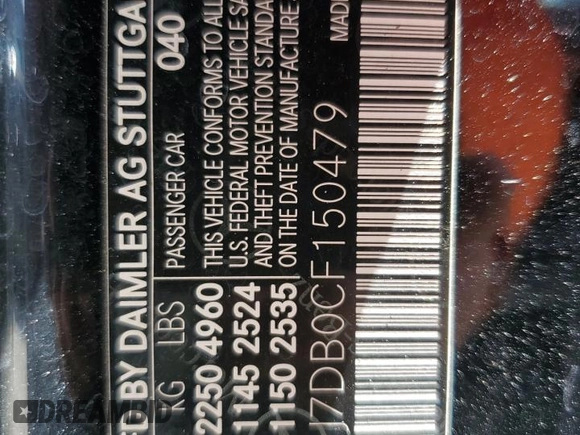 ED BY DAIMLER AG STUTTGA
KG LBS PASSENGER CAR 040
2250 4960 THIS VEHICLE CONFORMS TO ALL
1145 2524 U.S. FEDERAL MOTOR VEHICLE SA
1150 2535 AND THEFT PREVENTION STANDA
ON THE DATE OF MANUFACTURE
J7DB0CF150479 MADE
DREAMBID